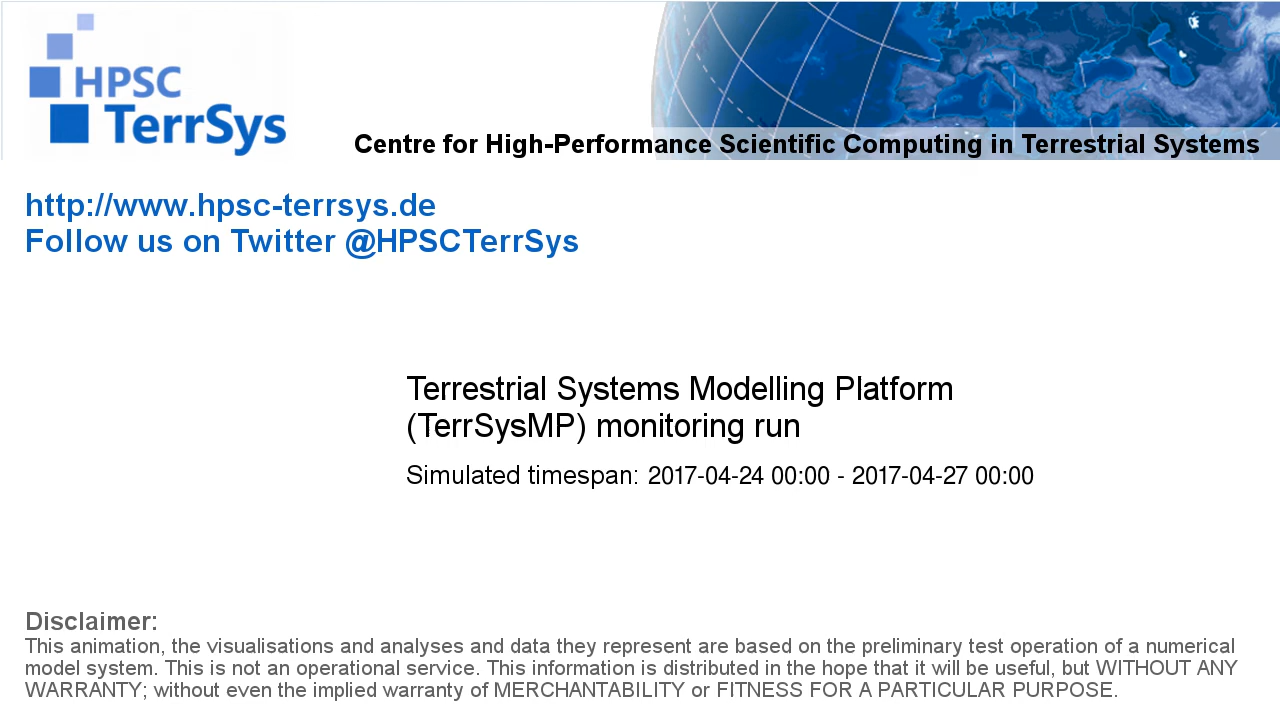 HPSC
TerrSys
Centre for High-Performance Scientific Computing in Terrestrial Systems
http://www.hpsc-terrsys.de
Follow us on Twitter @HPSCTerrSys
Terrestrial Systems Modelling Platform
(TerrSysMP) monitoring run
Simulated timespan: 2017-04-24 00:00 - 2017-04-27 00:00
Disclaimer:
This animation, the visualisations and analyses and data they represent are based on the preliminary test operation of a numerical
model system. This is not an operational service. This information is distributed in the hope that it will be useful, but WITHOUT ANY
WARRANTY; without even the implied warranty of MERCHANTABILITY or FITNESS FOR A PARTICULAR PURPOSE.